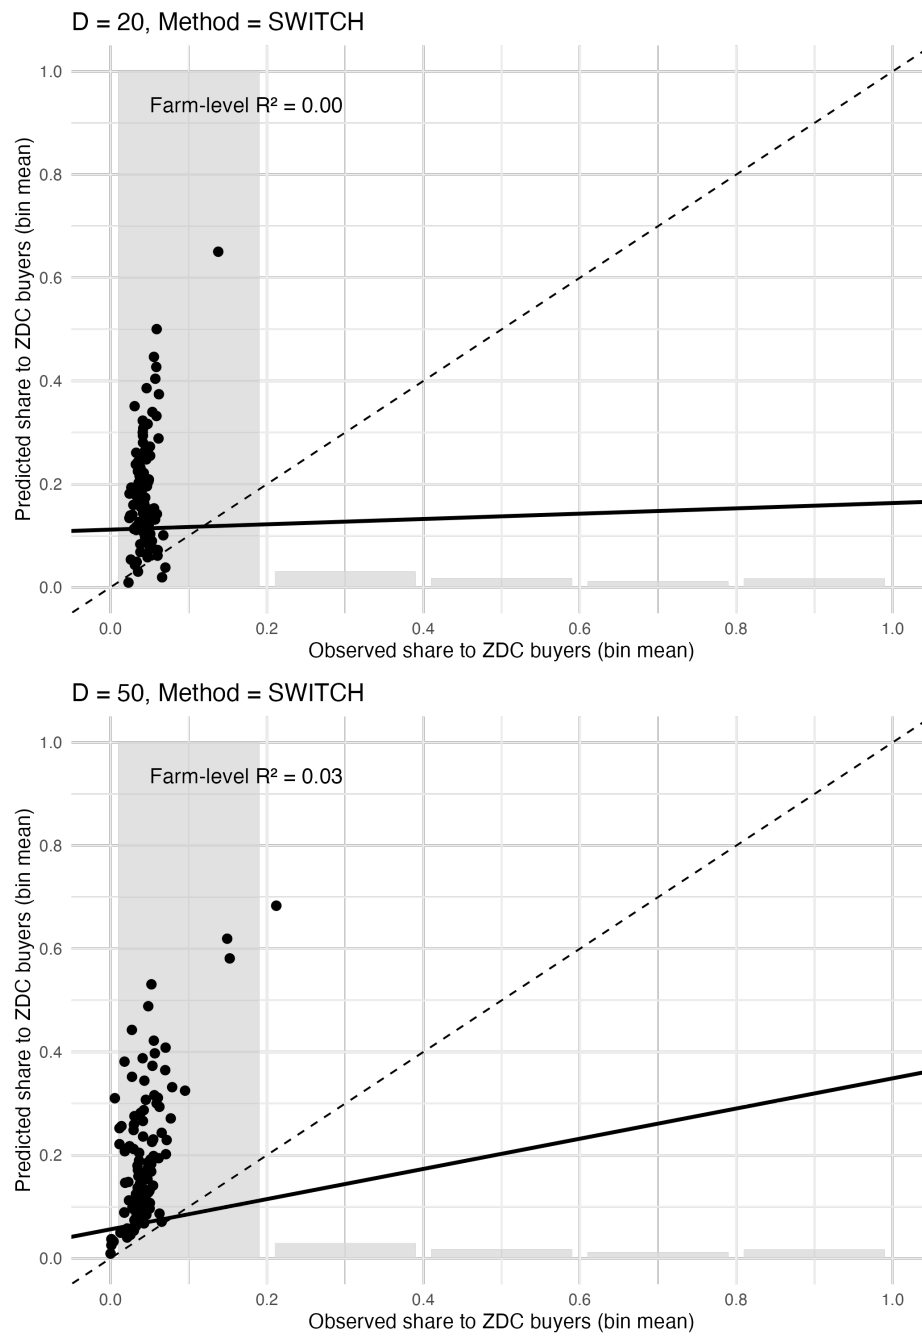 D = 20, Method = SWITCH
Predicted share to ZDC buyers (bin mean)
1.0
Farm-level R² = 0.00
0.8
0.6
0.4
0.2
0.0
0.0 0.2 0.4 0.6 0.8 1.0
Observed share to ZDC buyers (bin mean)
D = 50, Method = SWITCH
Predicted share to ZDC buyers (bin mean)
1.0
Farm-level R² = 0.03
0.8
0.6
0.4
0.2
0.0
0.0 0.2 0.4 0.6 0.8 1.0
Observed share to ZDC buyers (bin mean)